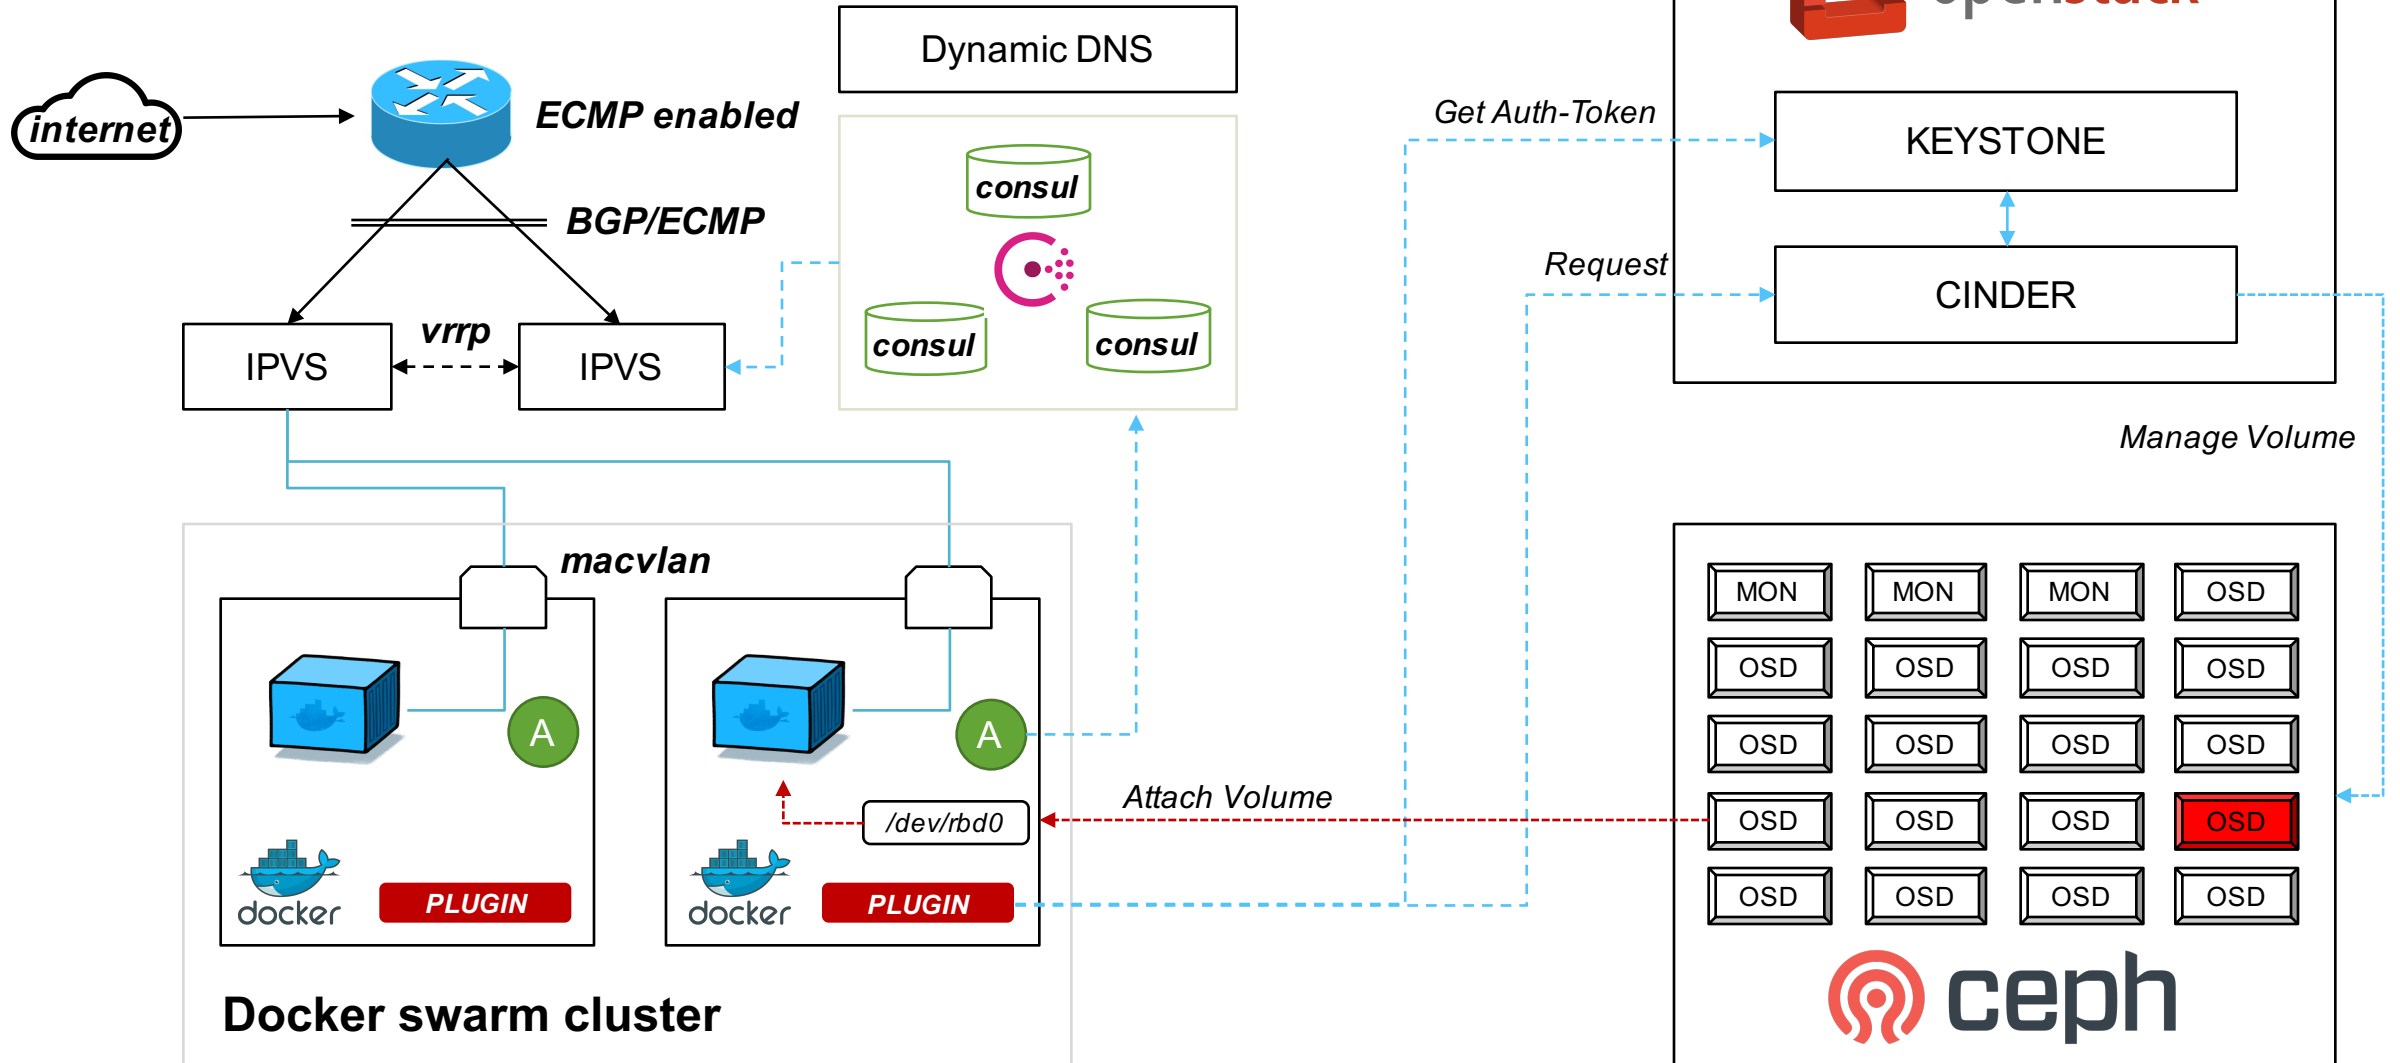 openstack
Dynamic DNS
internet
ECMP enabled
Get Auth-Token
KEYSTONE
consul
BGP/ECMP
Request
CINDER
vrrp
IPVS
IPVS
consul
consul
Manage Volume
macvlan
MON
MON
MON
OSD
OSD
OSD
OSD
OSD
A
A
OSD
OSD
OSD
OSD
Attach Volume
/dev/rbd0
OSD
OSD
OSD
OSD
docker
PLUGIN
docker
PLUGIN
OSD
OSD
OSD
OSD
ceph
Docker swarm cluster